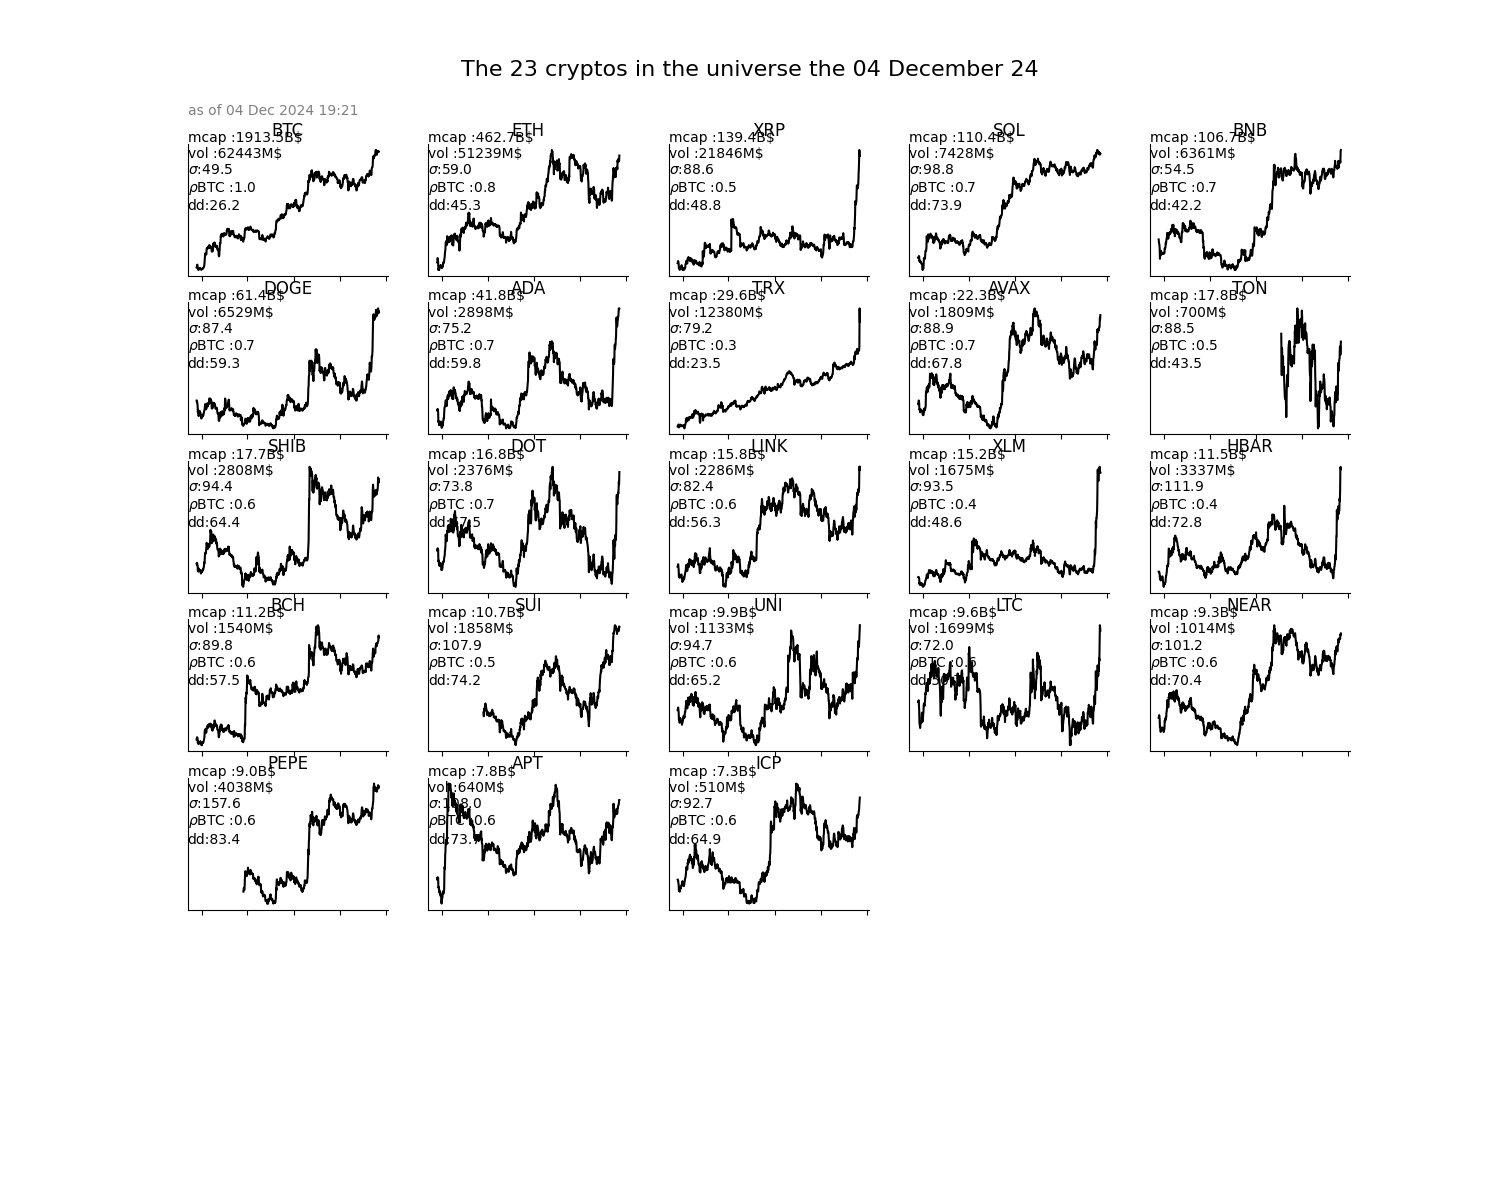 The 23 cryptos in the universe the 04 December 24
as of 04 Dec 2024 19:21
BTC
mcap :1913.5B$
vol :62443M$
σ:49.5
ρBTC :1.0
dd:26.2
ETH
mcap :462.7B$
vol :51239M$
σ:59.0
ρBTC :0.8
dd:45.3
XRP
mcap :139.4B$
vol :21846M$
σ:88.6
ρBTC :0.5
dd:48.8
SOL
mcap :110.4B$
vol :7428M$
σ:98.8
ρBTC :0.7
dd:73.9
BNB
mcap :106.7B$
vol :6361M$
σ:54.5
ρBTC :0.7
dd:42.2
DOGE
mcap :61.4B$
vol :6529M$
σ:87.4
ρBTC :0.7
dd:59.3
ADA
mcap :41.8B$
vol :2898M$
σ:75.2
ρBTC :0.7
dd:59.8
TRX
mcap :29.6B$
vol :12380M$
σ:79.2
ρBTC :0.3
dd:23.5
AVAX
mcap :22.3B$
vol :1809M$
σ:88.9
ρBTC :0.7
dd:67.8
TON
mcap :17.8B$
vol :700M$
σ:88.5
ρBTC :0.5
dd:43.5
SHIB
mcap :17.7B$
vol :2808M$
σ:94.4
ρBTC :0.6
dd:64.4
DOT
mcap :16.8B$
vol :2376M$
σ:73.8
ρBTC :0.7
LINK
mcap :15.8B$
vol :2286M$
σ:82.4
ρBTC :0.6
dd:56.3
XLM
mcap :15.2B$
vol :1675M$
σ:93.5
ρBTC :0.4
dd:48.6
HBAR
mcap :11.5B$
vol :3337M$
σ:111.9
ρBTC :0.4
dd:72.8
BCH
mcap :11.2B$
vol :1540M$
σ:89.8
ρBTC :0.6
dd:57.5
SUI
mcap :10.7B$
vol :1858M$
σ:107.9
ρBTC :0.5
dd:74.2
UNI
mcap :9.9B$
vol :1133M$
σ:94.7
ρBTC :0.6
dd:65.2
LTC
mcap :9.6B$
vol :1699M$
σ:72.0
ρBTC :0.6
NEAR
mcap :9.3B$
vol :1014M$
σ:101.2
ρBTC :0.6
dd:70.4
PEPE
mcap :9.0B$
vol :4038M$
σ:157.6
ρBTC :0.6
dd:83.4
APT
mcap :7.8B$
vol :640M$
σ:108.0
ρBTC :0.6
ICP
mcap :7.3B$
vol :510M$
σ:92.7
ρBTC :0.6
dd:64.9